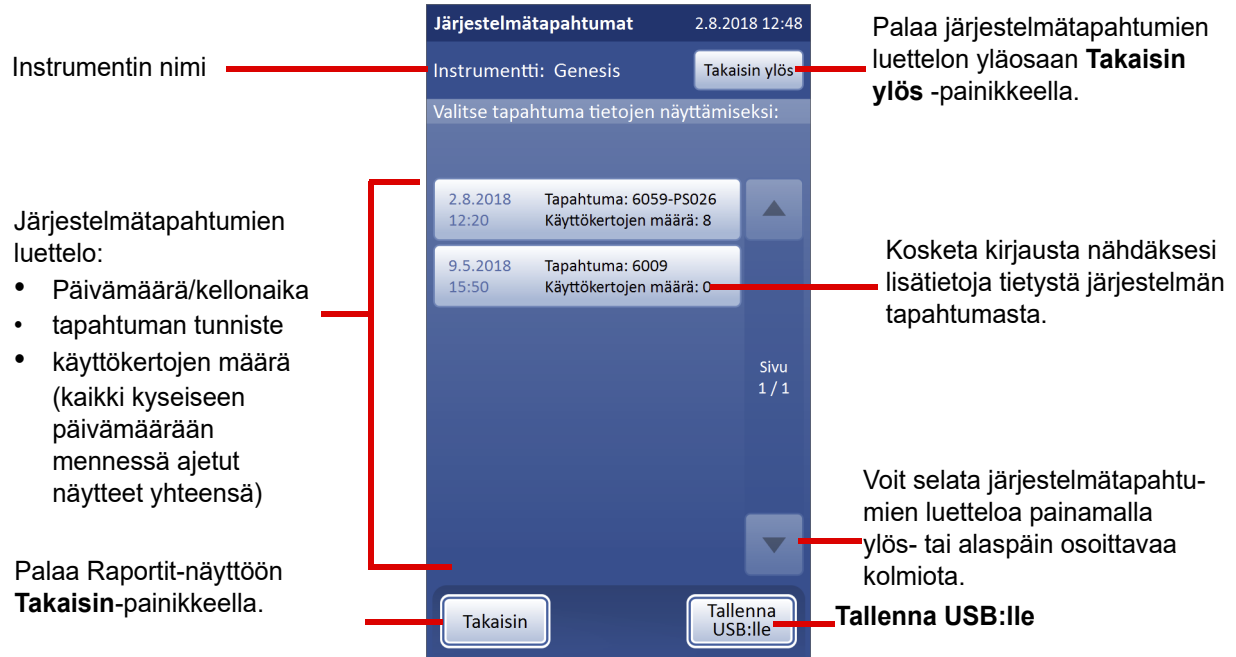 Instrumentin nimi
Järjestelmätapahtumien
luettelo:
• Päivämäärä/kellonaika
• tapahtuman tunniste
• käyttökertojen määrä
(kaikki kyseiseen
päivämäärään
mennessä ajetut
näytteet yhteensä)
Palaa Raportit-näyttöön
Takaisin-painikkeella.
Järjestelmätapahtumat 2.8.2018 12:48
Instrumentti: Genesis Takaisin ylös
Valitse tapahtuma tietojen näyttämiseksi:
2.8.2018 Tapahtuma: 6059-PS026
12:20 Käyttökertojen määrä: 8
9.5.2018 Tapahtuma: 6009
15:50 Käyttökertojen määrä: 0
Sivu
1 / 1
Takaisin
Tallenna
USB:lle
Palaa järjestelmätapahtumien
luettelon yläosaan Takaisin
ylös -painikkeella.
Kosketa kirjausta nähdäksesi
lisätietoja tietystä järjestelmän
tapahtumasta.
Voit selata järjestelmätapahtu-
mien luetteloa painamalla
ylös- tai alaspäin osoittavaa
kolmiota.
Tallenna USB:lle